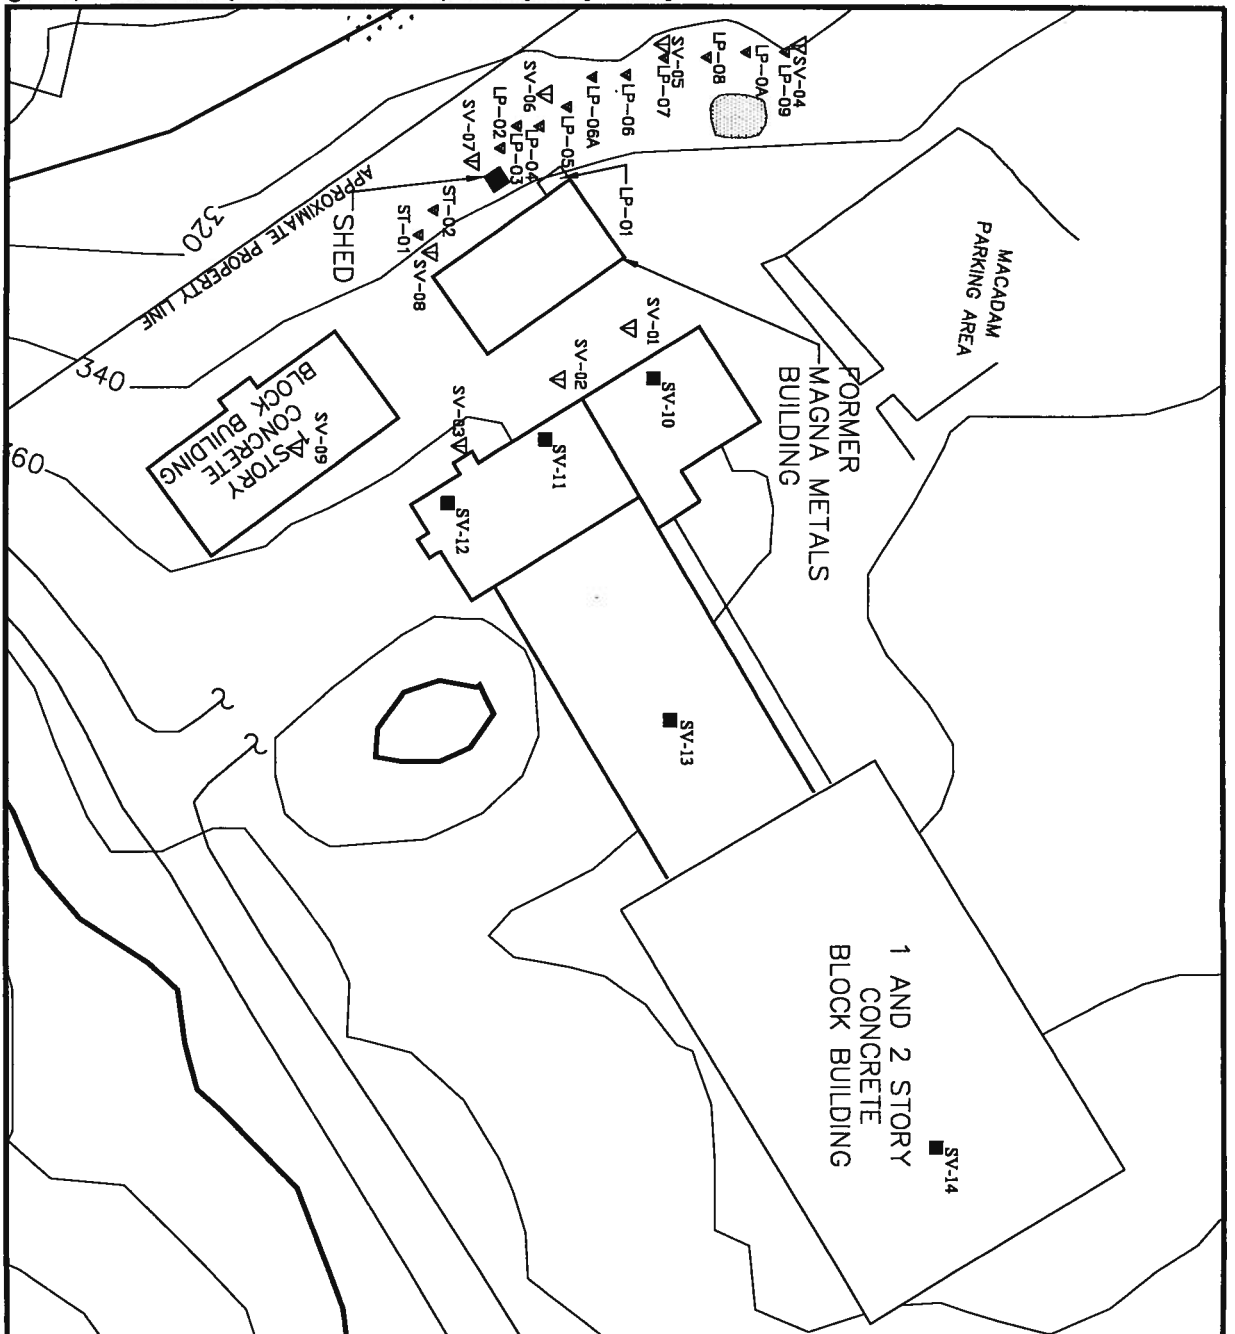 SV-04
LP-09
LP-0A
LP-08
SV-05
LP-07
LP-06
LP-06A
LP-05
SV-06
LP-04
LP-03
LP-02
SV-07
LP-01
ST-02
ST-01
SV-08
SHED
APPROXIMATE PROPERTY LINE
320
340
60
MACADAM
PARKING AREA
FORMER
MAGNA METALS
BUILDING
SV-01
SV-02
SV-03
SV-09
1 STORY
CONCRETE
BLOCK BUILDING
SV-10
SV-11
SV-12
SV-13
1 AND 2 STORY
CONCRETE
BLOCK BUILDING
SV-14